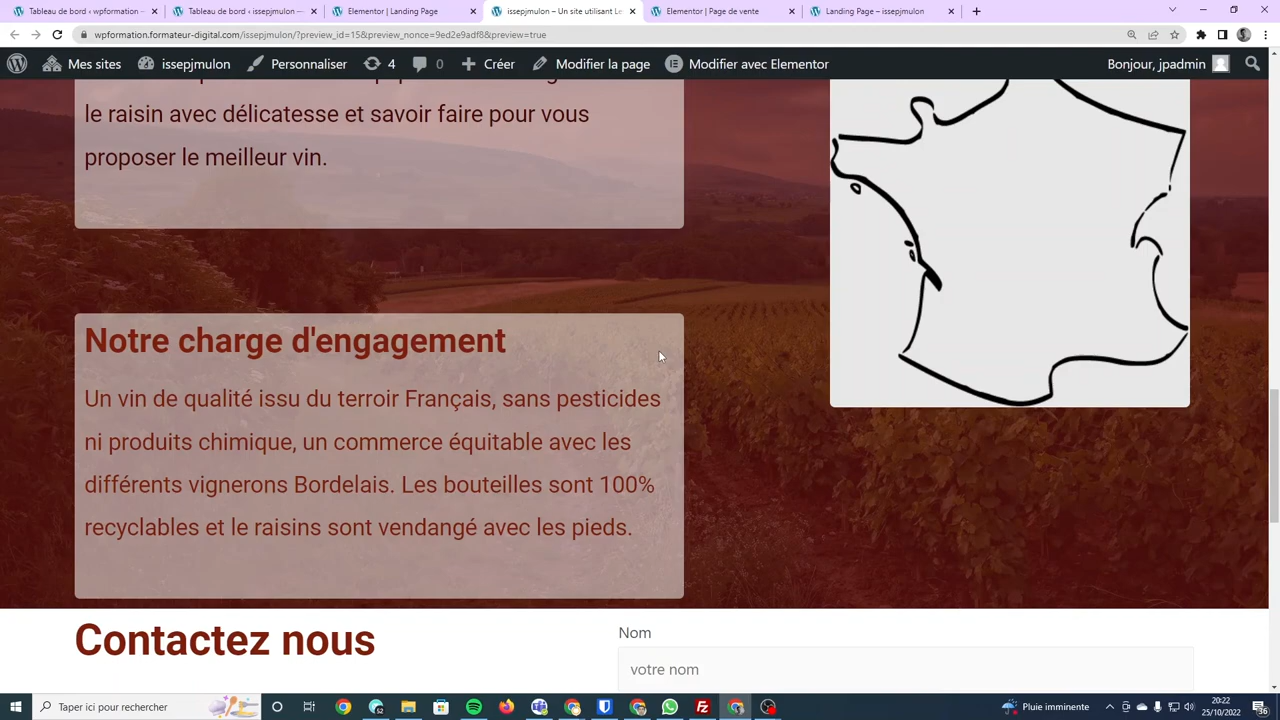 Tableau de bord ‹ wpformation
Tableau de bord ‹ issepjmulon —
Elementor | Landing Page
issepjmulon – Un site utilisant Le
Elementor | Page de vente
Landing Page – issepjmulon
wpformation.formateur-digital.com/issepjmulon/?preview_id=15&preview_nonce=9ed2e9adf8&preview=true
Mes sites issepjmulon Personnaliser 4 0 Créer Modifier la page Modifier avec Elementor Bonjour, jpadmin
le raisin avec délicatesse et savoir faire pour vous
proposer le meilleur vin.
Notre charge d'engagement
Un vin de qualité issu du terroir Français, sans pesticides
ni produits chimique, un commerce équitable avec les
différents vignerons Bordelais. Les bouteilles sont 100%
recyclables et le raisins sont vendangé avec les pieds.
Contactez nous
Nom
votre nom
Taper ici pour rechercher
Pluie imminente
20:22
25/10/2022
36